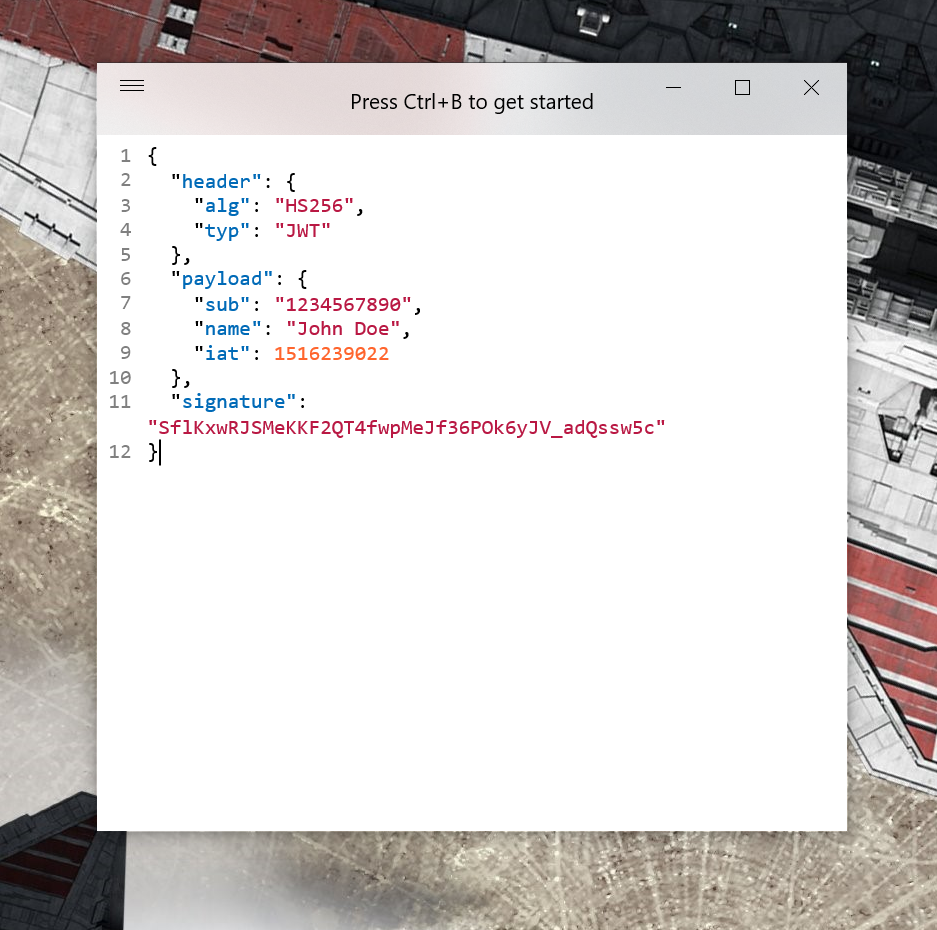 Press Ctrl+B to get started
1 {
2   "header": {
3     "alg": "HS256",
4     "typ": "JWT"
5   },
6   "payload": {
7     "sub": "1234567890",
8     "name": "John Doe",
9     "iat": 1516239022
10   },
11   "signature":
"SflKxwRJSMeKKF2QT4fwpMeJf36POk6yJV_adQssw5c"
12 }